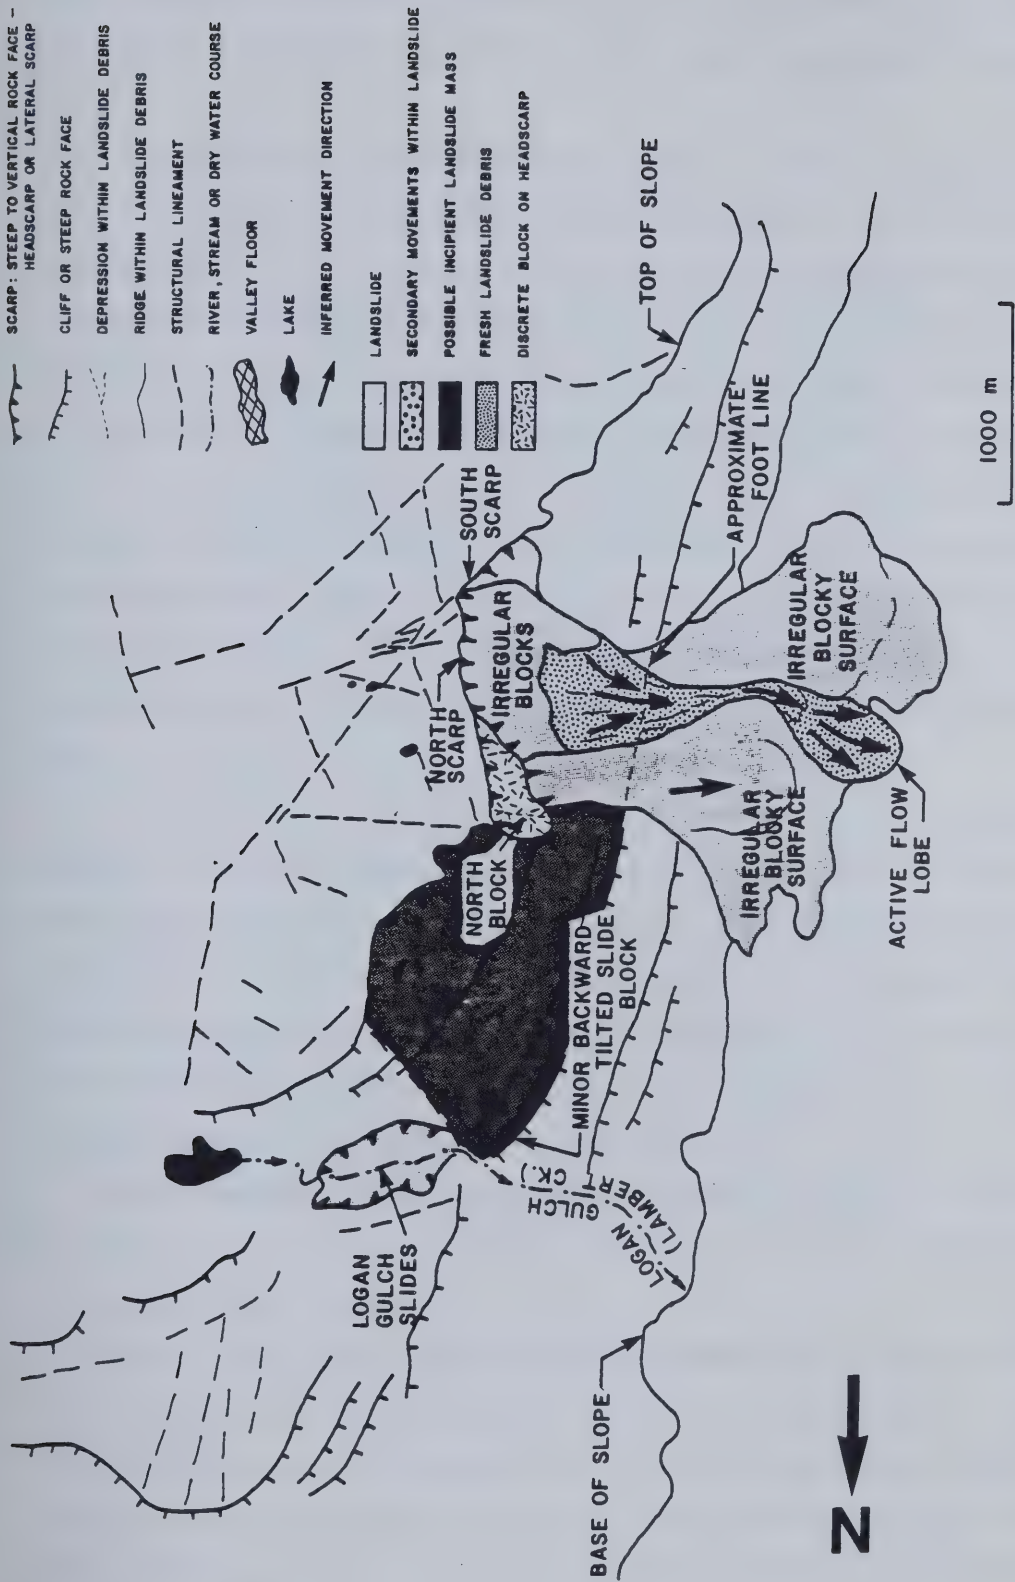 SCARP: STEEP TO VERTICAL ROCK FACE –
HEADSCARP OR LATERAL SCARP
CLIFF OR STEEP ROCK FACE
DEPRESSION WITHIN LANDSLIDE DEBRIS
RIDGE WITHIN LANDSLIDE DEBRIS
STRUCTURAL LINEAMENT
RIVER, STREAM OR DRY WATER COURSE
VALLEY FLOOR
LAKE
INFERRED MOVEMENT DIRECTION
LANDSLIDE
SECONDARY MOVEMENTS WITHIN LANDSLIDE
POSSIBLE INCIPIENT LANDSLIDE MASS
FRESH LANDSLIDE DEBRIS
DISCRETE BLOCK ON HEADSCARP
LOGAN
GULCH
SLIDES
LOGAN GULCH
(LAMBERT CK.)
NORTH
SCARP
SOUTH
SCARP
NORTH
BLOCK
IRREGULAR
BLOCKS
MINOR BACKWARD
TILTED SLIDE
BLOCK
TOP OF SLOPE
APPROXIMATE
FOOT LINE
BASE OF SLOPE
IRREGULAR
BLOCKY
SURFACE
IRREGULAR
BLOCKY
SURFACE
ACTIVE FLOW
LOBE
N
1000 m